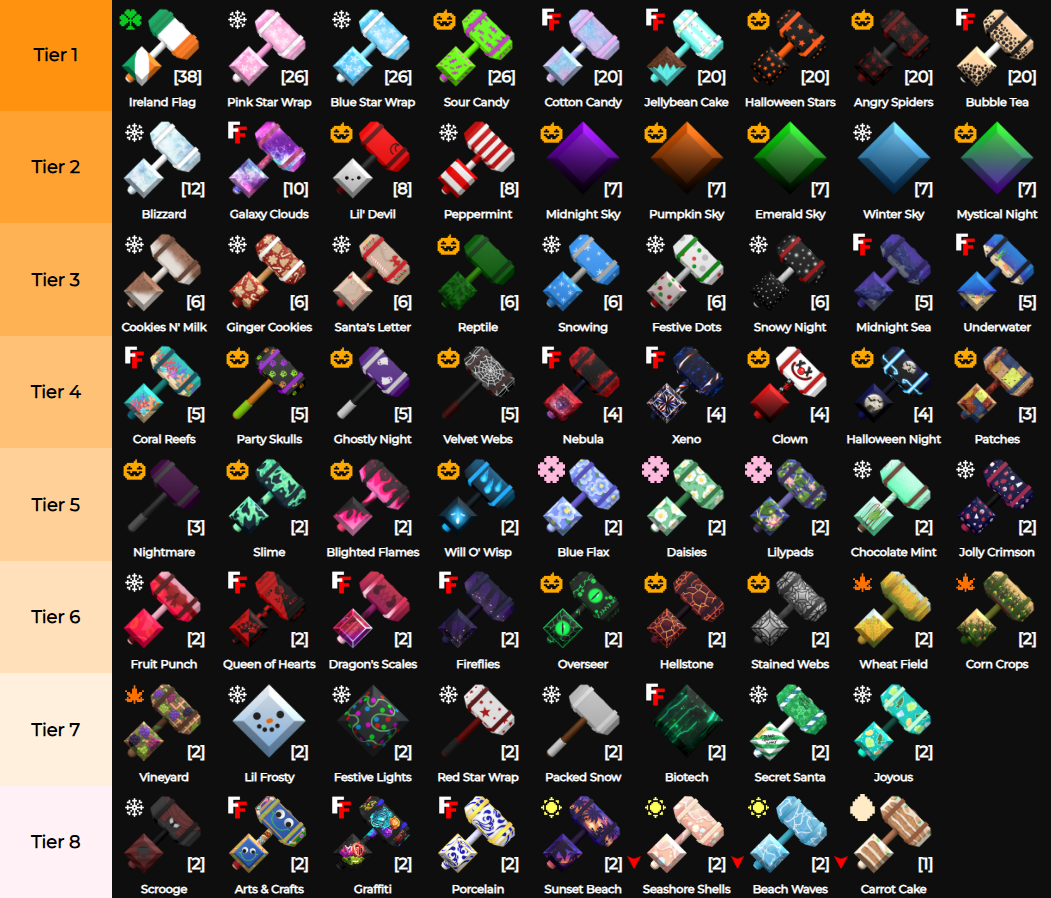 Tier 1
[38] [26] [26] [26] [20] [20] [20] [20] [20]
Ireland Flag Pink Star Wrap Blue Star Wrap Sour Candy Cotton Candy Jellybean Cake Halloween Stars Angry Spiders Bubble Tea
Tier 2
[12] [10] [8] [8] [7] [7] [7] [7] [7]
Blizzard Galaxy Clouds Lil' Devil Peppermint Midnight Sky Pumpkin Sky Emerald Sky Winter Sky Mystical Night
Tier 3
[6] [6] [6] [6] [6] [6] [6] [5] [5]
Cookies N' Milk Ginger Cookies Santa's Letter Reptile Snowing Festive Dots Snowy Night Midnight Sea Underwater
Tier 4
[5] [5] [5] [5] [4] [4] [4] [4] [3]
Coral Reefs Party Skulls Ghostly Night Velvet Webs Nebula Xeno Clown Halloween Night Patches
Tier 5
[3] [2] [2] [2] [2] [2] [2] [2] [2]
Nightmare Slime Blighted Flames Will O' Wisp Blue Flax Daisies Lilypads Chocolate Mint Jolly Crimson
Tier 6
[2] [2] [2] [2] [2] [2] [2] [2] [2]
Fruit Punch Queen of Hearts Dragon's Scales Fireflies Overseer Hellstone Stained Webs Wheat Field Corn Crops
Tier 7
[2] [2] [2] [2] [2] [2] [2] [2]
Vineyard Lil Frosty Festive Lights Red Star Wrap Packed Snow Biotech Secret Santa Joyous
Tier 8
[2] [2] [2] [2] [2] [2] [2] [1]
Scrooge Arts & Crafts Graffiti Porcelain Sunset Beach Seashore Shells Beach Waves Carrot Cake